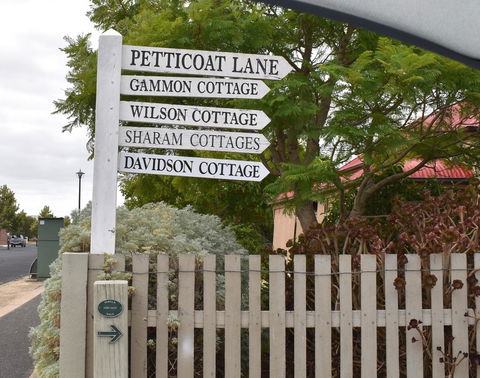 PETTICOAT LANE
GAMMON COTTAGE
WILSON COTTAGE
SHARAM COTTAGES
DAVIDSON COTTAGE